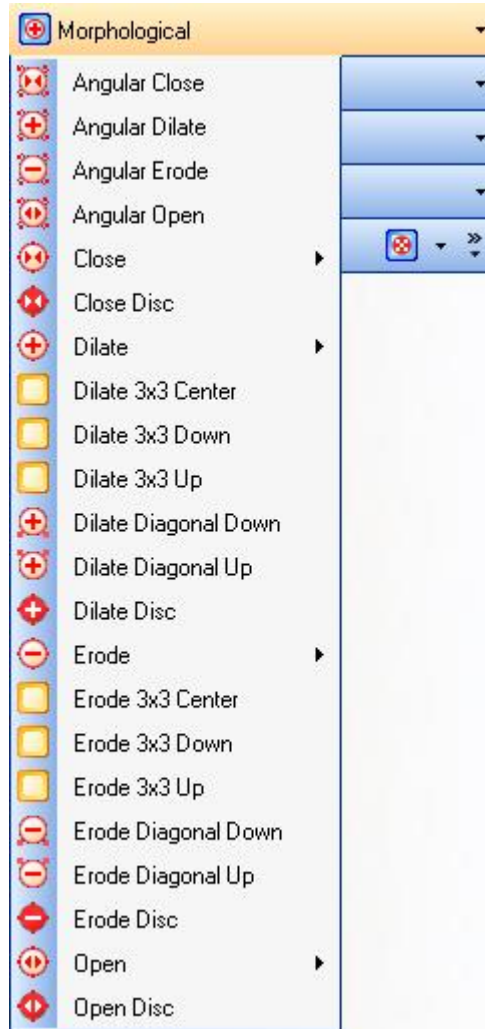 Morphological
Angular Close
Angular Dilate
Angular Erode
Angular Open
Close
Close Disc
Dilate
Dilate 3x3 Center
Dilate 3x3 Down
Dilate 3x3 Up
Dilate Diagonal Down
Dilate Diagonal Up
Dilate Disc
Erode
Erode 3x3 Center
Erode 3x3 Down
Erode 3x3 Up
Erode Diagonal Down
Erode Diagonal Up
Erode Disc
Open
Open Disc